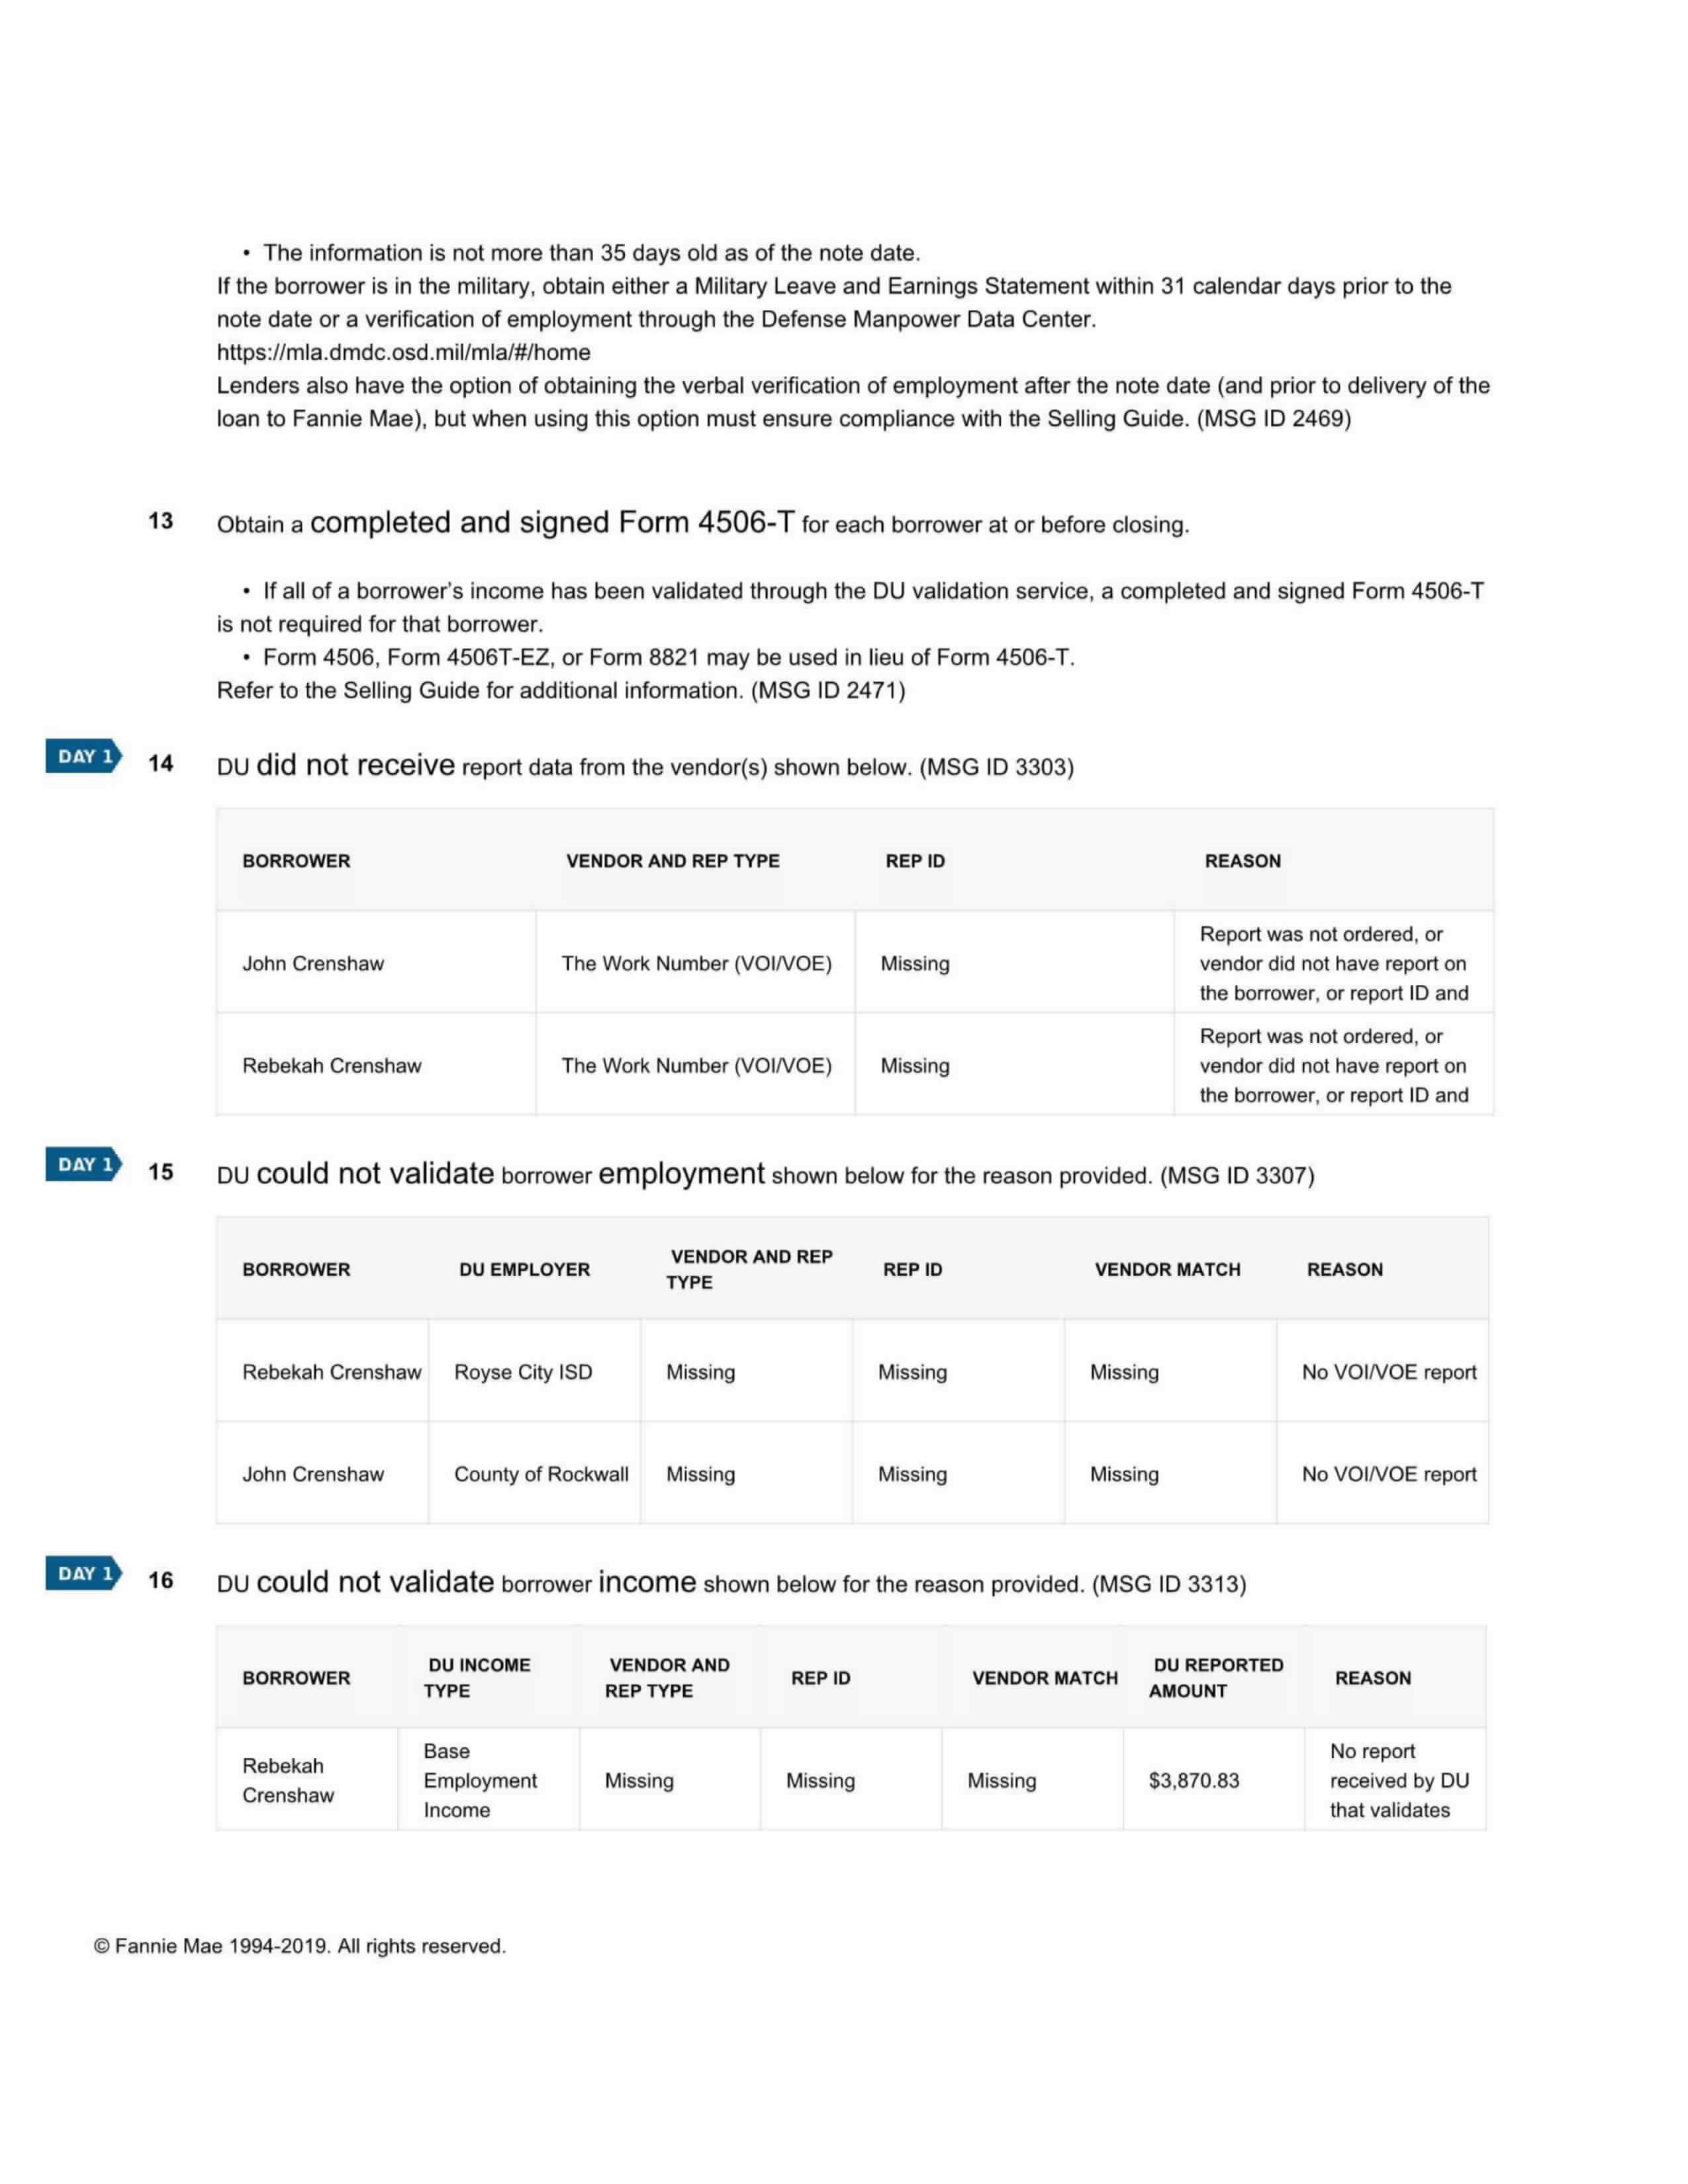 • The information is not more than 35 days old as of the note date.
If the borrower is in the military, obtain either a Military Leave and Earnings Statement within 31 calendar days prior to the
note date or a verification of employment through the Defense Manpower Data Center.
https://mla.dmdc.osd.mil/mla/#/home
Lenders also have the option of obtaining the verbal verification of employment after the note date (and prior to delivery of the
loan to Fannie Mae), but when using this option must ensure compliance with the Selling Guide. (MSG ID 2469)
13 Obtain a completed and signed Form 4506-T for each borrower at or before closing.
• If all of a borrower's income has been validated through the DU validation service, a completed and signed Form 4506-T
is not required for that borrower.
• Form 4506, Form 4506T-EZ, or Form 8821 may be used in lieu of Form 4506-T.
Refer to the Selling Guide for additional information. (MSG ID 2471)
DAY 1 14 DU did not receive report data from the vendor(s) shown below. (MSG ID 3303)
BORROWER VENDOR AND REP TYPE REP ID REASON
Report was not ordered, or
John Crenshaw The Work Number (VOI/VOE) Missing vendor did not have report on
the borrower, or report ID and
Report was not ordered, or
Rebekah Crenshaw The Work Number (VOI/VOE) Missing vendor did not have report on
the borrower, or report ID and
DAY 1 15 DU could not validate borrower employment shown below for the reason provided. (MSG ID 3307)
BORROWER DU EMPLOYER VENDOR AND REP TYPE REP ID VENDOR MATCH REASON
Rebekah Crenshaw Royse City ISD Missing Missing Missing No VOI/VOE report
John Crenshaw County of Rockwall Missing Missing Missing No VOI/VOE report
DAY 1 16 DU could not validate borrower income shown below for the reason provided. (MSG ID 3313)
BORROWER DU INCOME TYPE VENDOR AND REP TYPE REP ID VENDOR MATCH DU REPORTED AMOUNT REASON
Rebekah Crenshaw Base Employment Income Missing Missing Missing $3,870.83 No report received by DU that validates
© Fannie Mae 1994-2019. All rights reserved.